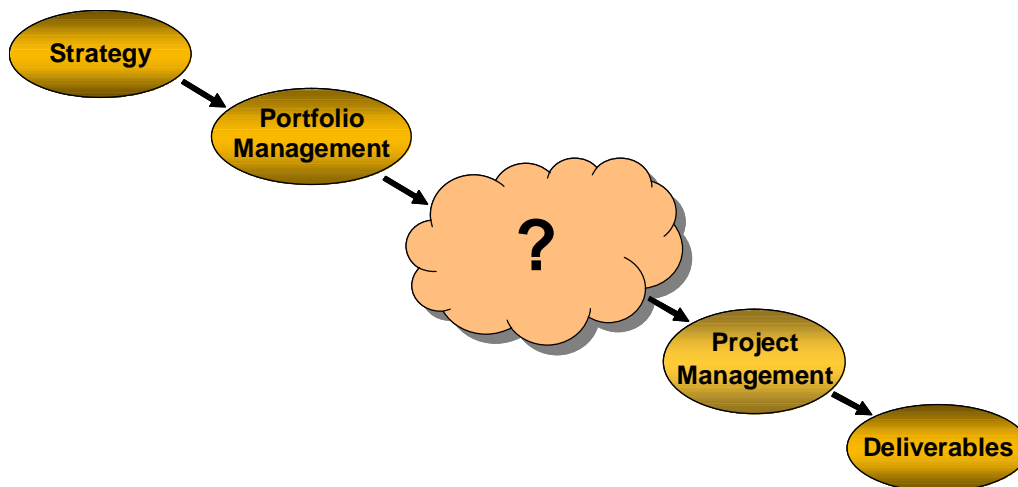 Strategy
Portfolio
Management
?
Project
Management
Deliverables